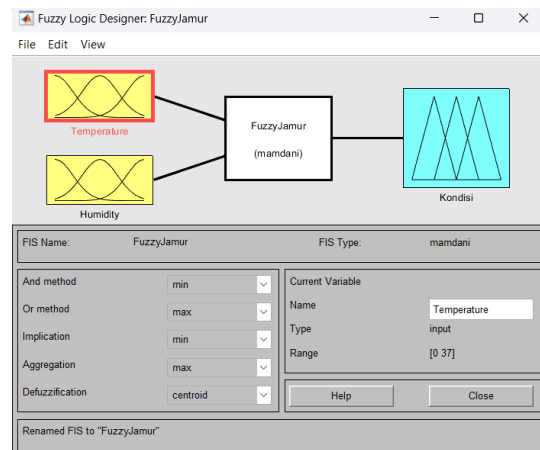 Fuzzy Logic Designer: FuzzyJamur
File Edit View
Temperature
Humidity
FuzzyJamur
(mamdani)
Kondisi
FIS Name: FuzzyJamur FIS Type: mamdani
And method min
Or method max
Implication min
Aggregation max
Defuzzification centroid
Current Variable
Name Temperature
Type input
Range [0 37]
Help Close
Renamed FIS to "FuzzyJamur"